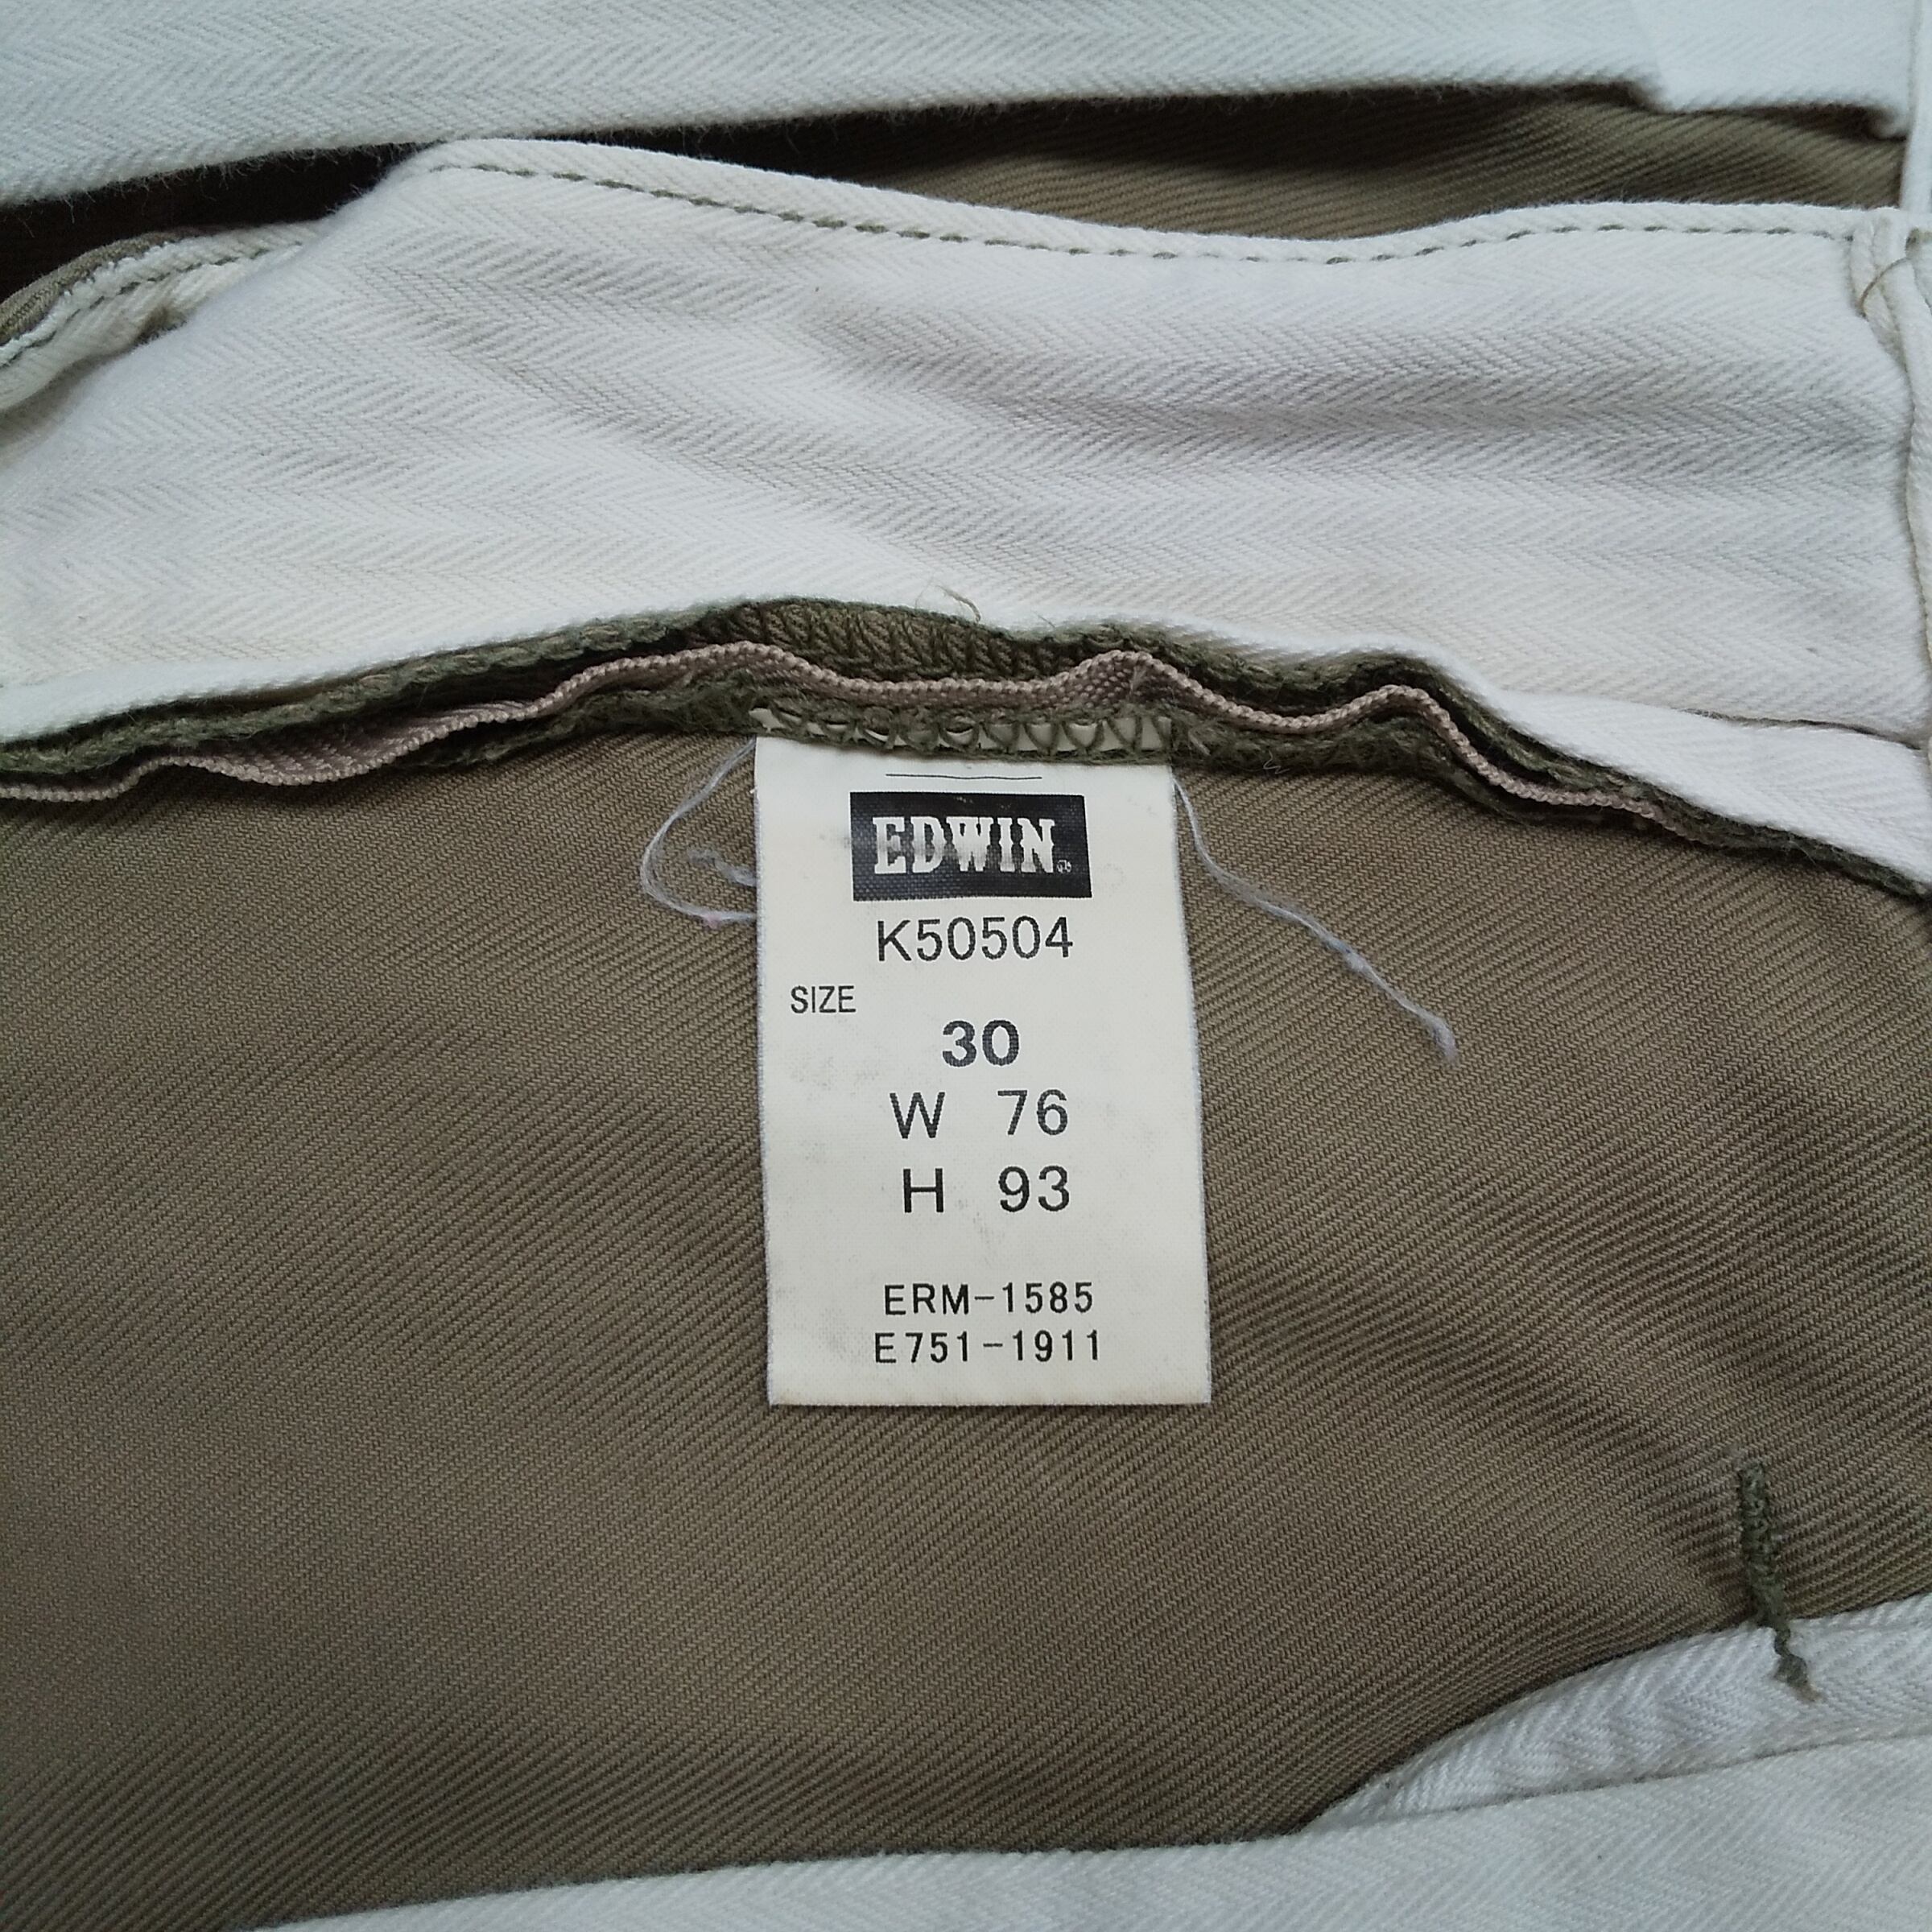 EDWIN
K50504
SIZE
30
W 76
H 93
ERM-1585
E751-1911